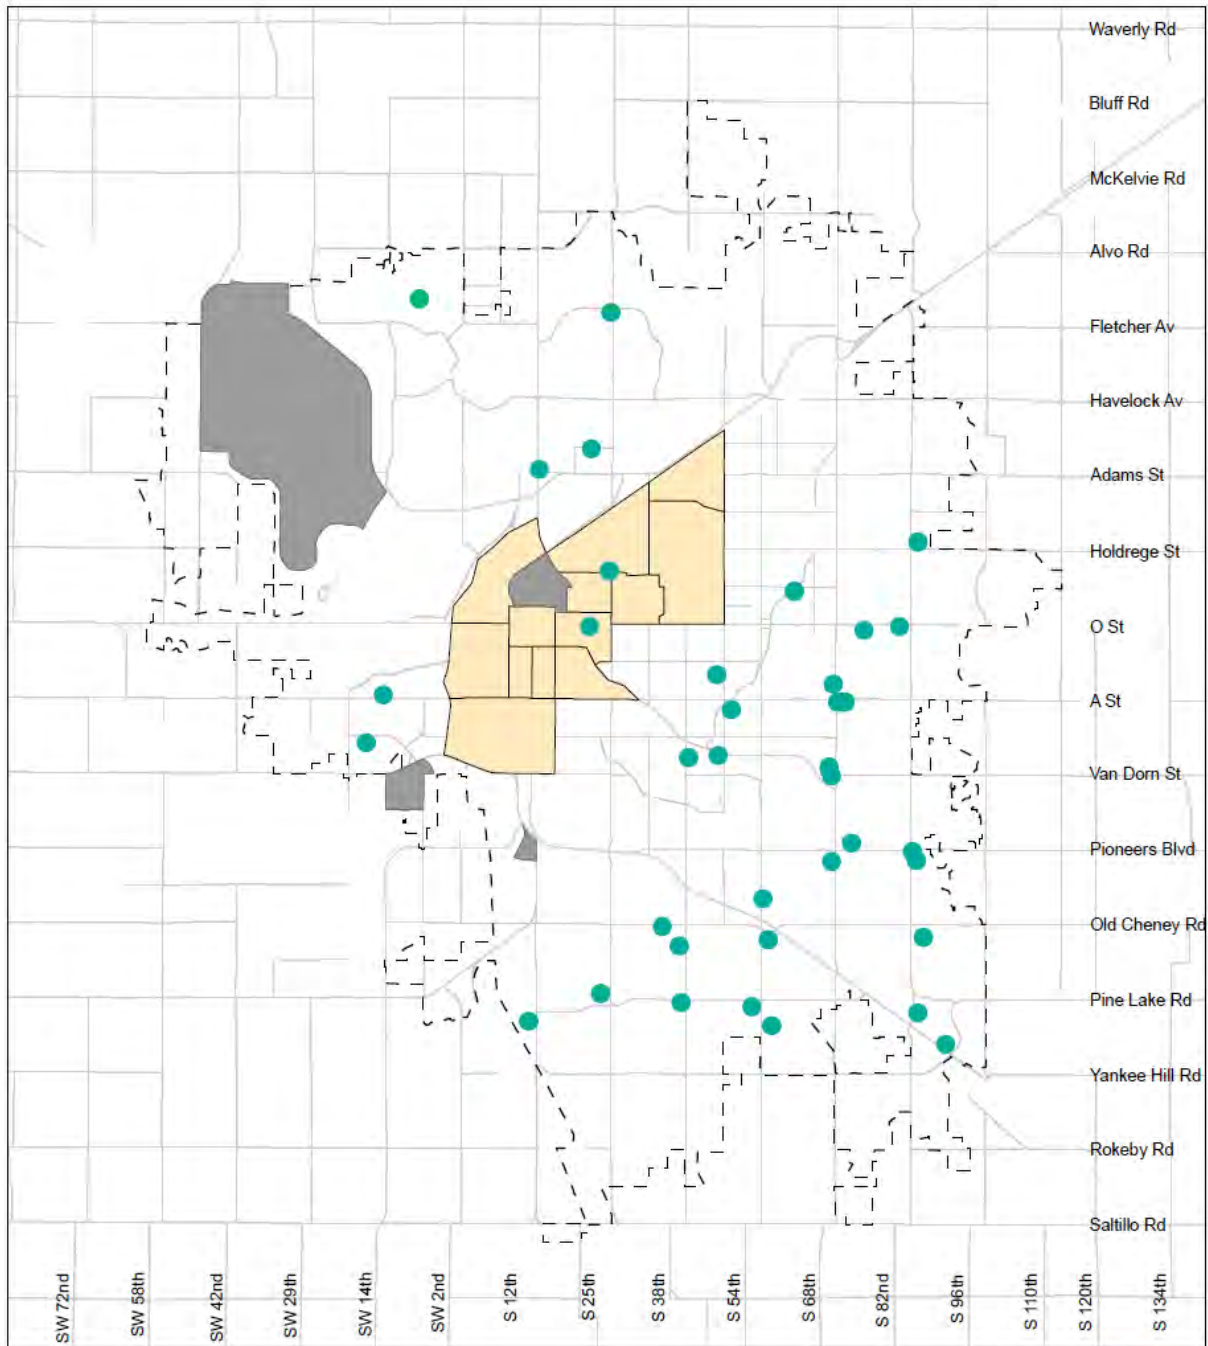 Waverly Rd
Bluff Rd
McKelvie Rd
Alvo Rd
Fletcher Av
Havelock Av
Adams St
Holdrege St
O St
A St
Van Dorn St
Pioneers Blvd
Old Cheney Rd
Pine Lake Rd
Yankee Hill Rd
Rokeby Rd
Saltillo Rd
SW 72nd
SW 58th
SW 42nd
SW 29th
SW 14th
SW 2nd
S 12th
S 25th
S 38th
S 54th
S 68th
S 82nd
S 96th
S 110th
S 120th
S 134th